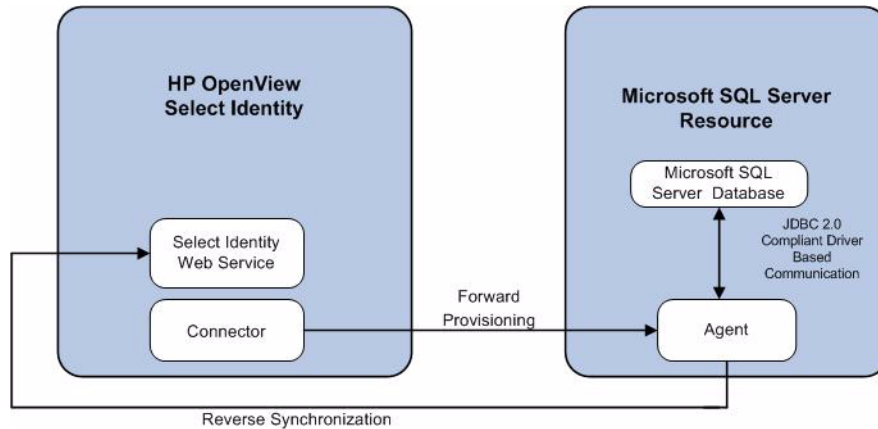 HP OpenView
Select Identity
Microsoft SQL Server
Resource
Microsoft SQL
Server Database
JDBC 2.0
Compliant Driver
Based
Communication
Select Identity
Web Service
Connector
Forward
Provisioning
Agent
Reverse Synchronization